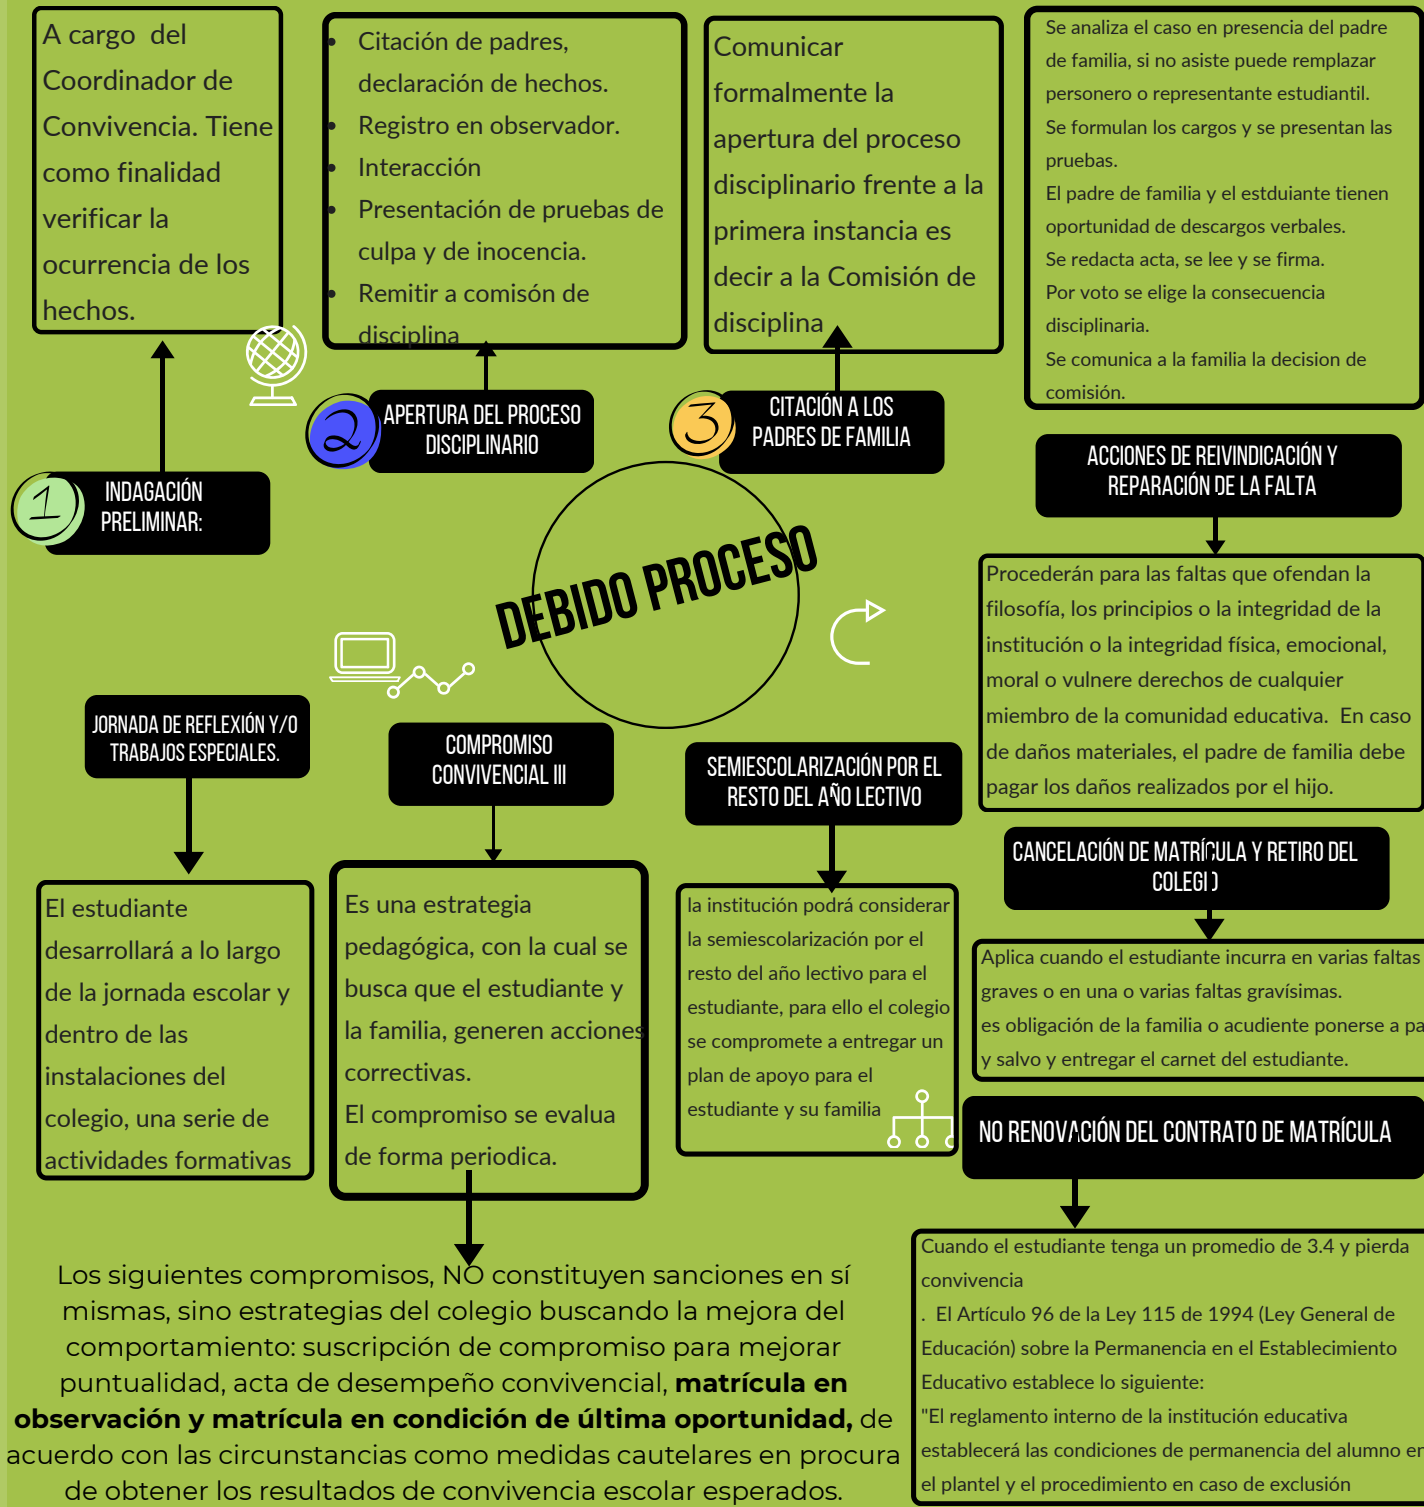 A cargo  del
Coordinador de
Convivencia. Tiene
como finalidad
verificar la
ocurrencia de los
hechos.
Citación de padres,
declaración de hechos.
Registro en observador.
Interacción
Presentación de pruebas de
culpa y de inocencia.
Remitir a comisón de
disciplina
Comunicar
formalmente la
apertura del proceso
disciplinario frente a la
primera instancia es
decir a la Comisión de
disciplina
Se analiza el caso en presencia del padre
de familia, si no asiste puede remplazar
personero o representante estudiantil.
Se formulan los cargos y se presentan las
pruebas.
El padre de familia y el estduiante tienen
oportunidad de descargos verbales.
Se redacta acta, se lee y se firma.
Por voto se elige la consecuencia
disciplinaria.
Se comunica a la familia la decision de
comisión.
1
INDAGACIÓN
PRELIMINAR:
2
APERTURA DEL PROCESO
DISCIPLINARIO
3
CITACIÓN A LOS
PADRES DE FAMILIA
ACCIONES DE REIVINDICACIÓN Y
REPARACIÓN DE LA FALTA
DEBIDO PROCESO
Procederán para las faltas que ofendan la
filosofía, los principios o la integridad de la
institución o la integridad física, emocional,
moral o vulnere derechos de cualquier
miembro de la comunidad educativa.  En caso
de daños materiales, el padre de familia debe
pagar los daños realizados por el hijo.
JORNADA DE REFLEXIÓN Y/O
TRABAJOS ESPECIALES.
El estudiante
desarrollará a lo largo
de la jornada escolar y
dentro de las
instalaciones del
colegio, una serie de
actividades formativas
COMPROMISO
CONVIVENCIAL III
Es una estrategia
pedagógica, con la cual se
busca que el estudiante y
la familia, generen acciones
correctivas.
El compromiso se evalua
de forma periodica.
SEMIESCOLARIZACIÓN POR EL
RESTO DEL AÑO LECTIVO
la institución podrá considerar
la semiescolarización por el
resto del año lectivo para el
estudiante, para ello el colegio
se compromete a entregar un
plan de apoyo para el
estudiante y su familia
CANCELACIÓN DE MATRÍCULA Y RETIRO DEL
COLEGIO
Aplica cuando el estudiante incurra en varias faltas
graves o en una o varias faltas gravísimas.
es obligación de la familia o acudiente ponerse a pa
y salvo y entregar el carnet del estudiante.
NO RENOVACIÓN DEL CONTRATO DE MATRÍCULA
Cuando el estudiante tenga un promedio de 3.4 y pierda
convivencia
.  El Artículo 96 de la Ley 115 de 1994 (Ley General de
Educación) sobre la Permanencia en el Establecimiento
Educativo establece lo siguiente:
"El reglamento interno de la institución educativa
establecerá las condiciones de permanencia del alumno en
el plantel y el procedimiento en caso de exclusión
Los siguientes compromisos, NO constituyen sanciones en sí
mismas, sino estrategias del colegio buscando la mejora del
comportamiento: suscripción de compromiso para mejorar
puntualidad, acta de desempeño convivencial, matrícula en
observación y matrícula en condición de última oportunidad, de
acuerdo con las circunstancias como medidas cautelares en procura
de obtener los resultados de convivencia escolar esperados.